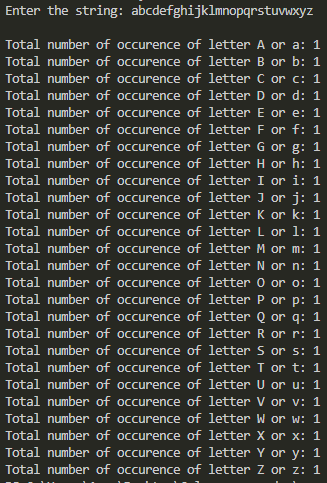 Enter the string: abcdefghijklmnopqrstuvwxyz
Total number of occurence of letter A or a: 1
Total number of occurence of letter B or b: 1
Total number of occurence of letter C or c: 1
Total number of occurence of letter D or d: 1
Total number of occurence of letter E or e: 1
Total number of occurence of letter F or f: 1
Total number of occurence of letter G or g: 1
Total number of occurence of letter H or h: 1
Total number of occurence of letter I or i: 1
Total number of occurence of letter J or j: 1
Total number of occurence of letter K or k: 1
Total number of occurence of letter L or l: 1
Total number of occurence of letter M or m: 1
Total number of occurence of letter N or n: 1
Total number of occurence of letter O or o: 1
Total number of occurence of letter P or p: 1
Total number of occurence of letter Q or q: 1
Total number of occurence of letter R or r: 1
Total number of occurence of letter S or s: 1
Total number of occurence of letter T or t: 1
Total number of occurence of letter U or u: 1
Total number of occurence of letter V or v: 1
Total number of occurence of letter W or w: 1
Total number of occurence of letter X or x: 1
Total number of occurence of letter Y or y: 1
Total number of occurence of letter Z or z: 1